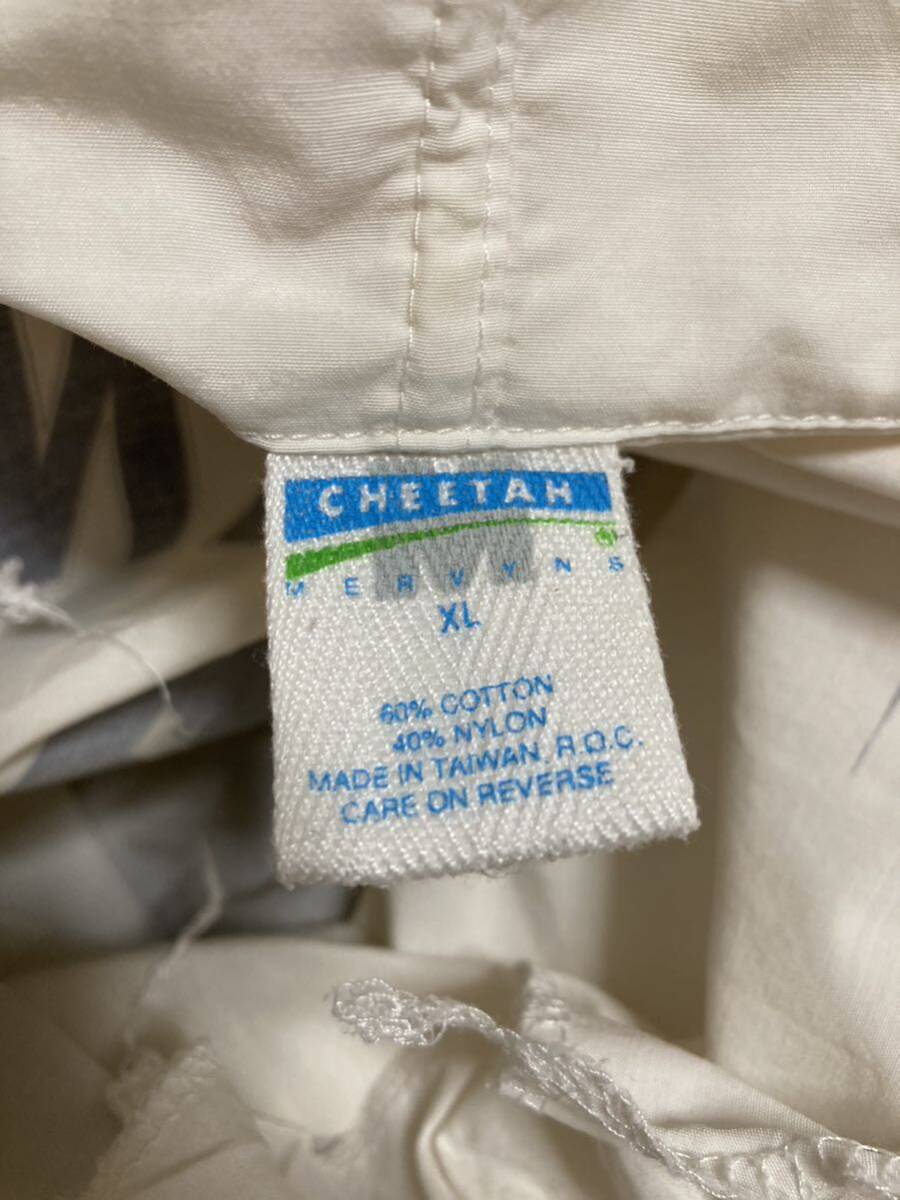 CHEETAH
M
MERVYNS
XL
60% COTTON
40% NYLON
MADE IN TAIWAN, R.O.C.
CARE ON REVERSE